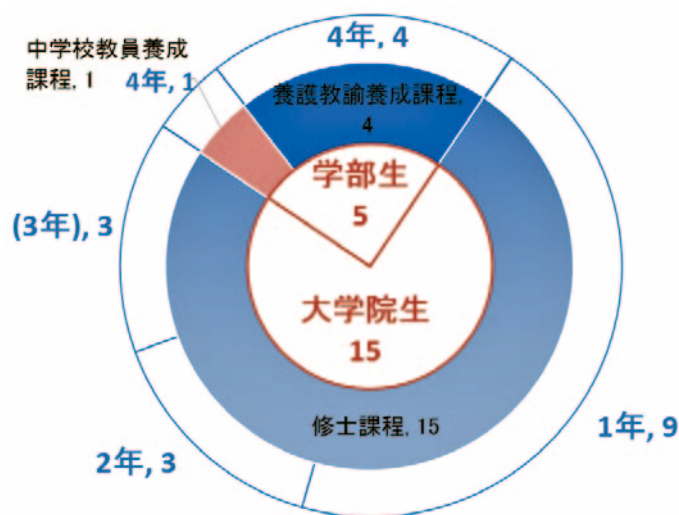 4年, 4
中学校教員養成
課程, 1
4年, 1
養護教諭養成課程,
4
学部生
5
(3年), 3
大学院生
15
修士課程, 15
1年, 9
2年, 3